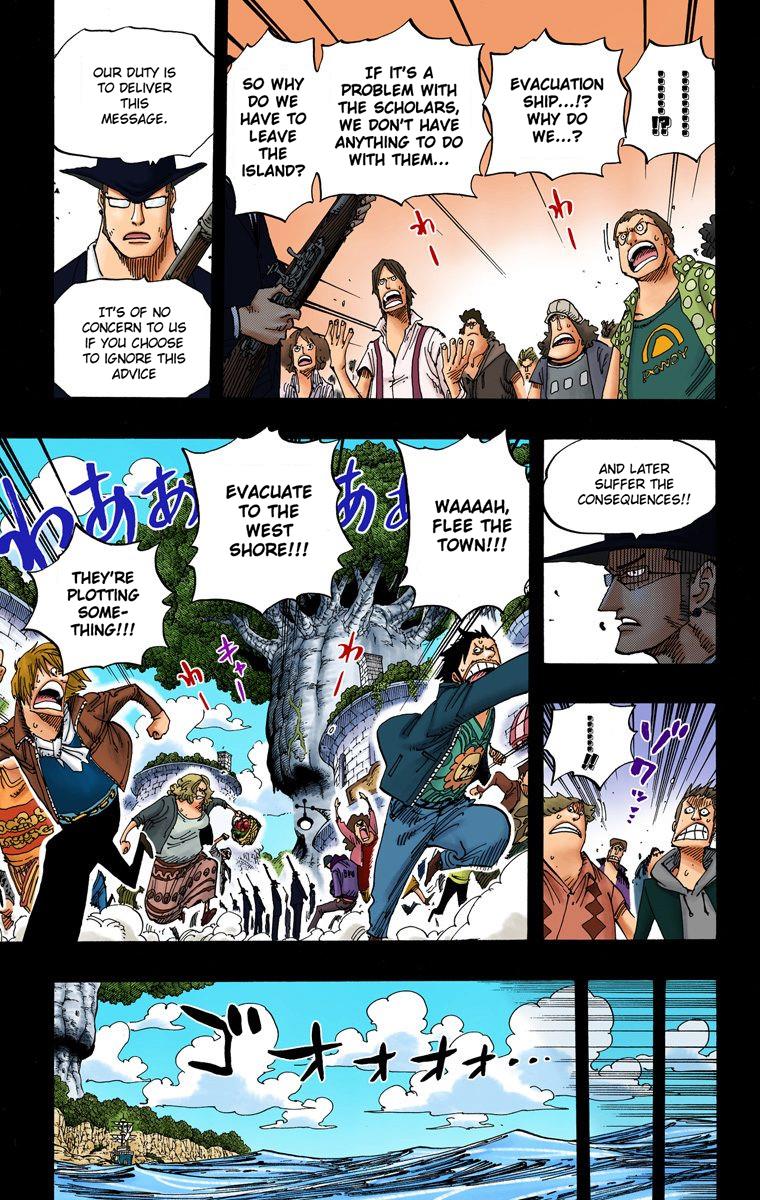 !?
EVACUATION
SHIP...!?
WHY DO
WE...?
IF IT'S A
PROBLEM WITH
THE SCHOLARS,
WE DON'T HAVE
ANYTHING TO DO
WITH THEM...
SO WHY
DO WE
HAVE TO
LEAVE
THE
ISLAND?
わー
わー
DANDY
OUR DUTY IS
TO DELIVER
THIS
MESSAGE.
IT'S OF NO
CONCERN TO US
IF YOU CHOOSE
TO IGNORE THIS
ADVICE
AND LATER
SUFFER THE
CONSEQUENCES!!
!!
ゾワッ...
WAAAAH,
FLEE THE
TOWN!!!
EVACUATE
TO THE
WEST
SHORE!!!
THEY'RE
PLOTTING
SOME-
THING!!!
わああああ
わー
キャー
わー
ゴオオオオ...